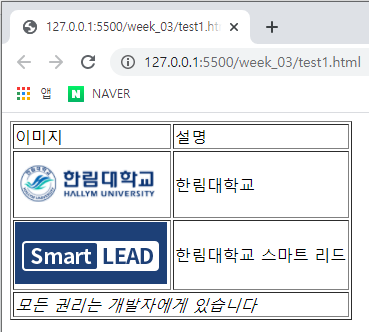 127.0.0.1:5500/week_03/test1.html
127.0.0.1:5500/week_03/test1.html
앱 NAVER
이미지 설명
한림대학교
HALLYM UNIVERSITY
한림대학교
Smart LEAD
한림대학교 스마트 리드
모든 권리는 개발자에게 있습니다